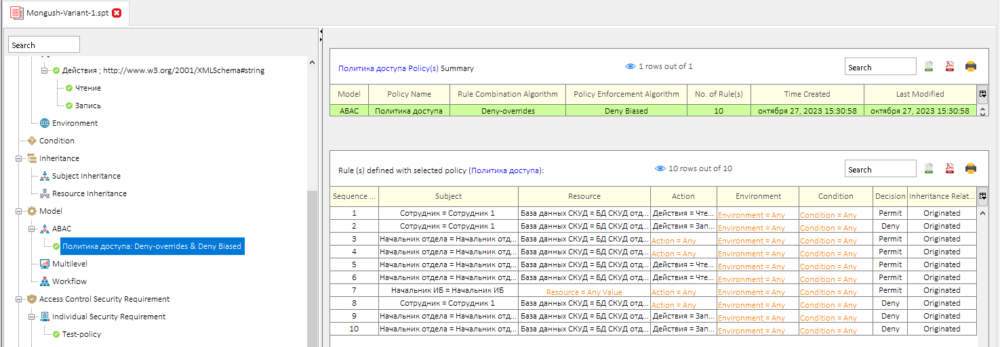 Mongush-Variant-1.spt
Search
Действия ; http://www.w3.org/2001/XMLSchema#string
Чтение
Запись
Environment
Condition
Inheritance
Subject Inheritance
Resource Inheritance
Model
ABAC
Политика доступа: Deny-overrides & Deny Biased
Multilevel
Workflow
Access Control Security Requirement
Individual Security Requirement
Test-policy
Политика доступа Policy(s) Summary 1 rows out of 1 Search
Model Policy Name Rule Combination Algorithm Policy Enforcement Algorithm No. of Rule(s) Time Created Last Modified
ABAC Политика доступа Deny-overrides Deny Biased 10 октября 27, 2023 15:30:58 октября 27, 2023 15:30:58
Rule (s) defined with selected policy (Политика доступа): 10 rows out of 10 Search
Sequence ... Subject Resource Action Environment Condition Decision Inheritance Relat...
1 Сотрудник = Сотрудник 1 База данных СКУД = БД СКУД отд... Действия = Чте... Environment = Any Condition = Any Permit Originated
2 Сотрудник = Сотрудник 1 База данных СКУД = БД СКУД отд... Действия = Зап... Environment = Any Condition = Any Deny Originated
3 Начальник отдела = Начальник отд... База данных СКУД = БД СКУД отд... Action = Any Environment = Any Condition = Any Permit Originated
4 Начальник отдела = Начальник отд... База данных СКУД = БД СКУД отд... Action = Any Environment = Any Condition = Any Permit Originated
5 Начальник отдела = Начальник отд... База данных СКУД = БД СКУД отд... Действия = Чте... Environment = Any Condition = Any Permit Originated
6 Начальник отдела = Начальник отд... База данных СКУД = БД СКУД отд... Действия = Чте... Environment = Any Condition = Any Permit Originated
7 Начальник ИБ = Начальник ИБ Resource = Any Value Action = Any Environment = Any Condition = Any Permit Originated
8 Сотрудник = Сотрудник 1 База данных СКУД = БД СКУД отд... Action = Any Environment = Any Condition = Any Deny Originated
9 Начальник отдела = Начальник отд... База данных СКУД = БД СКУД отд... Действия = Зап... Environment = Any Condition = Any Deny Originated
10 Начальник отдела = Начальник отд... База данных СКУД = БД СКУД отд... Действия = Зап... Environment = Any Condition = Any Deny Originated